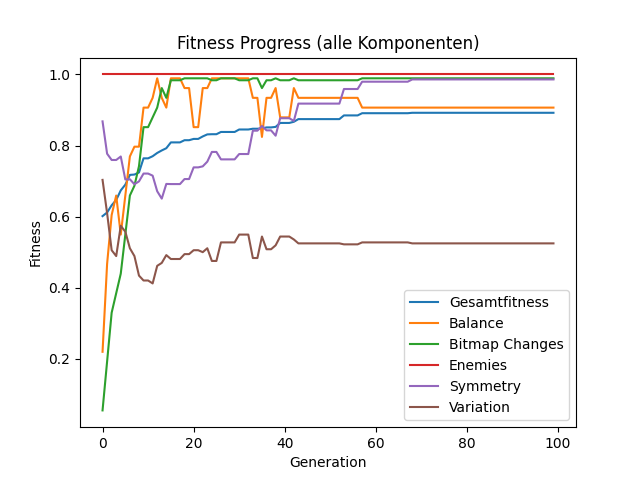 Fitness Progress (alle Komponenten)
Fitness
1.0
0.8
0.6
0.4
0.2
0
20
40
60
80
100
Generation
Gesamtfitness
Balance
Bitmap Changes
Enemies
Symmetry
Variation